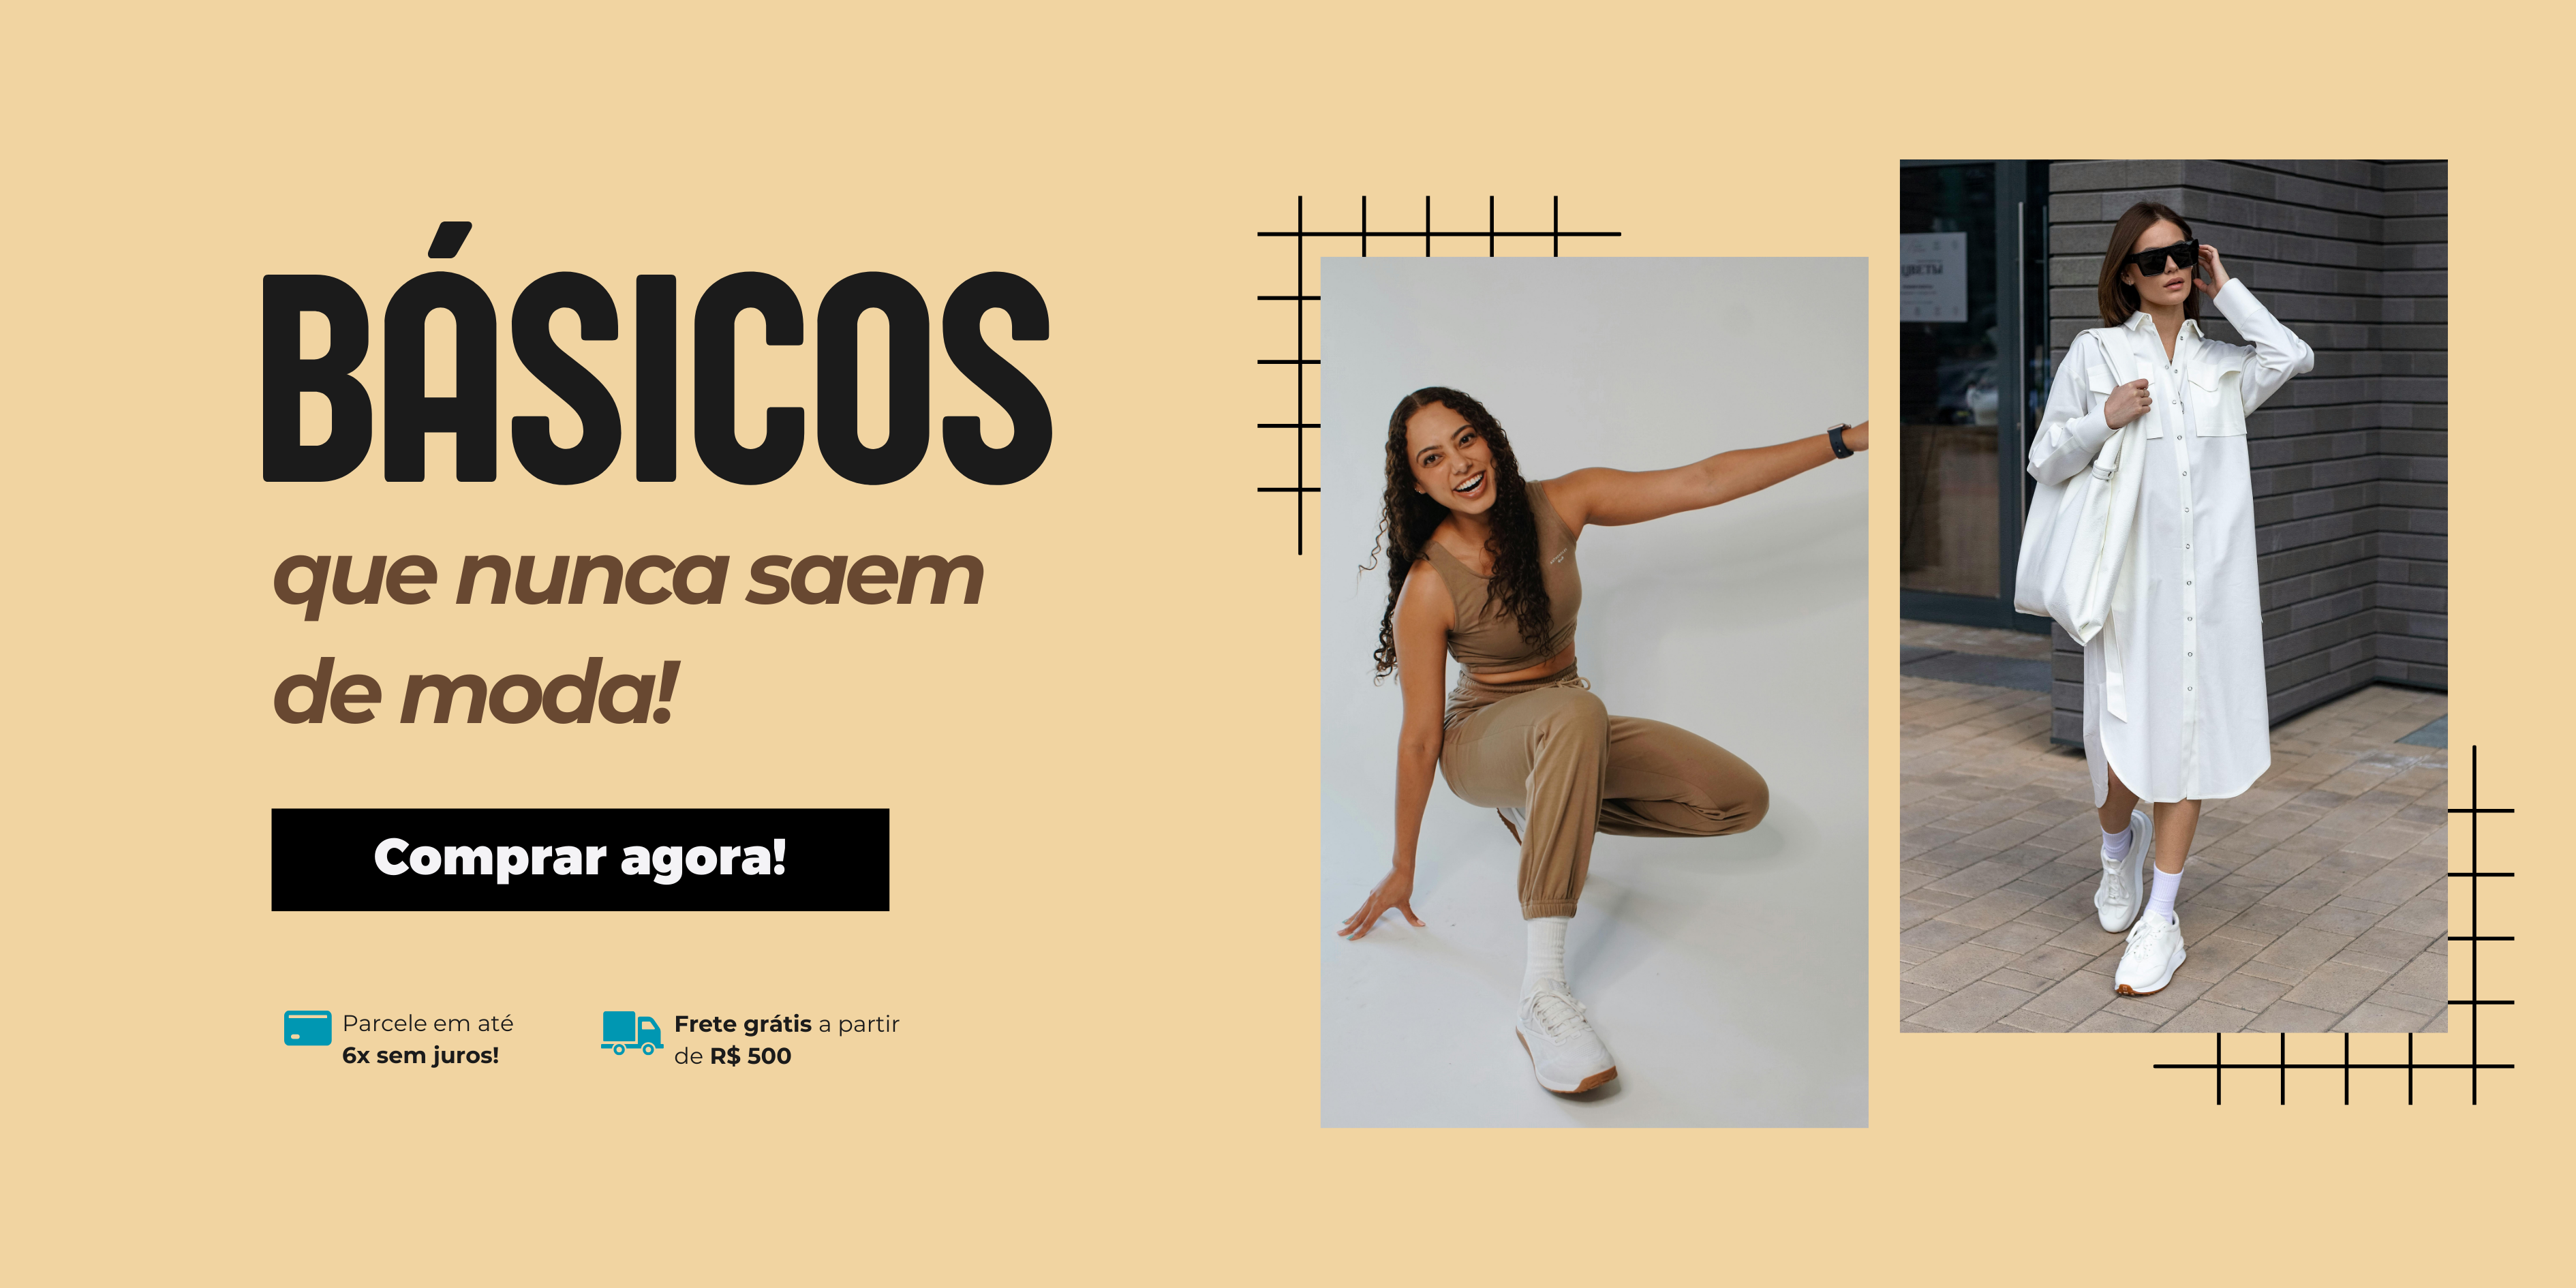 BÁSICOS
que nunca saem
de moda!
Comprar agora!
Parcele em até
6x sem juros!
Frete grátis a partir
de R$ 500
ЦВЕТЫ